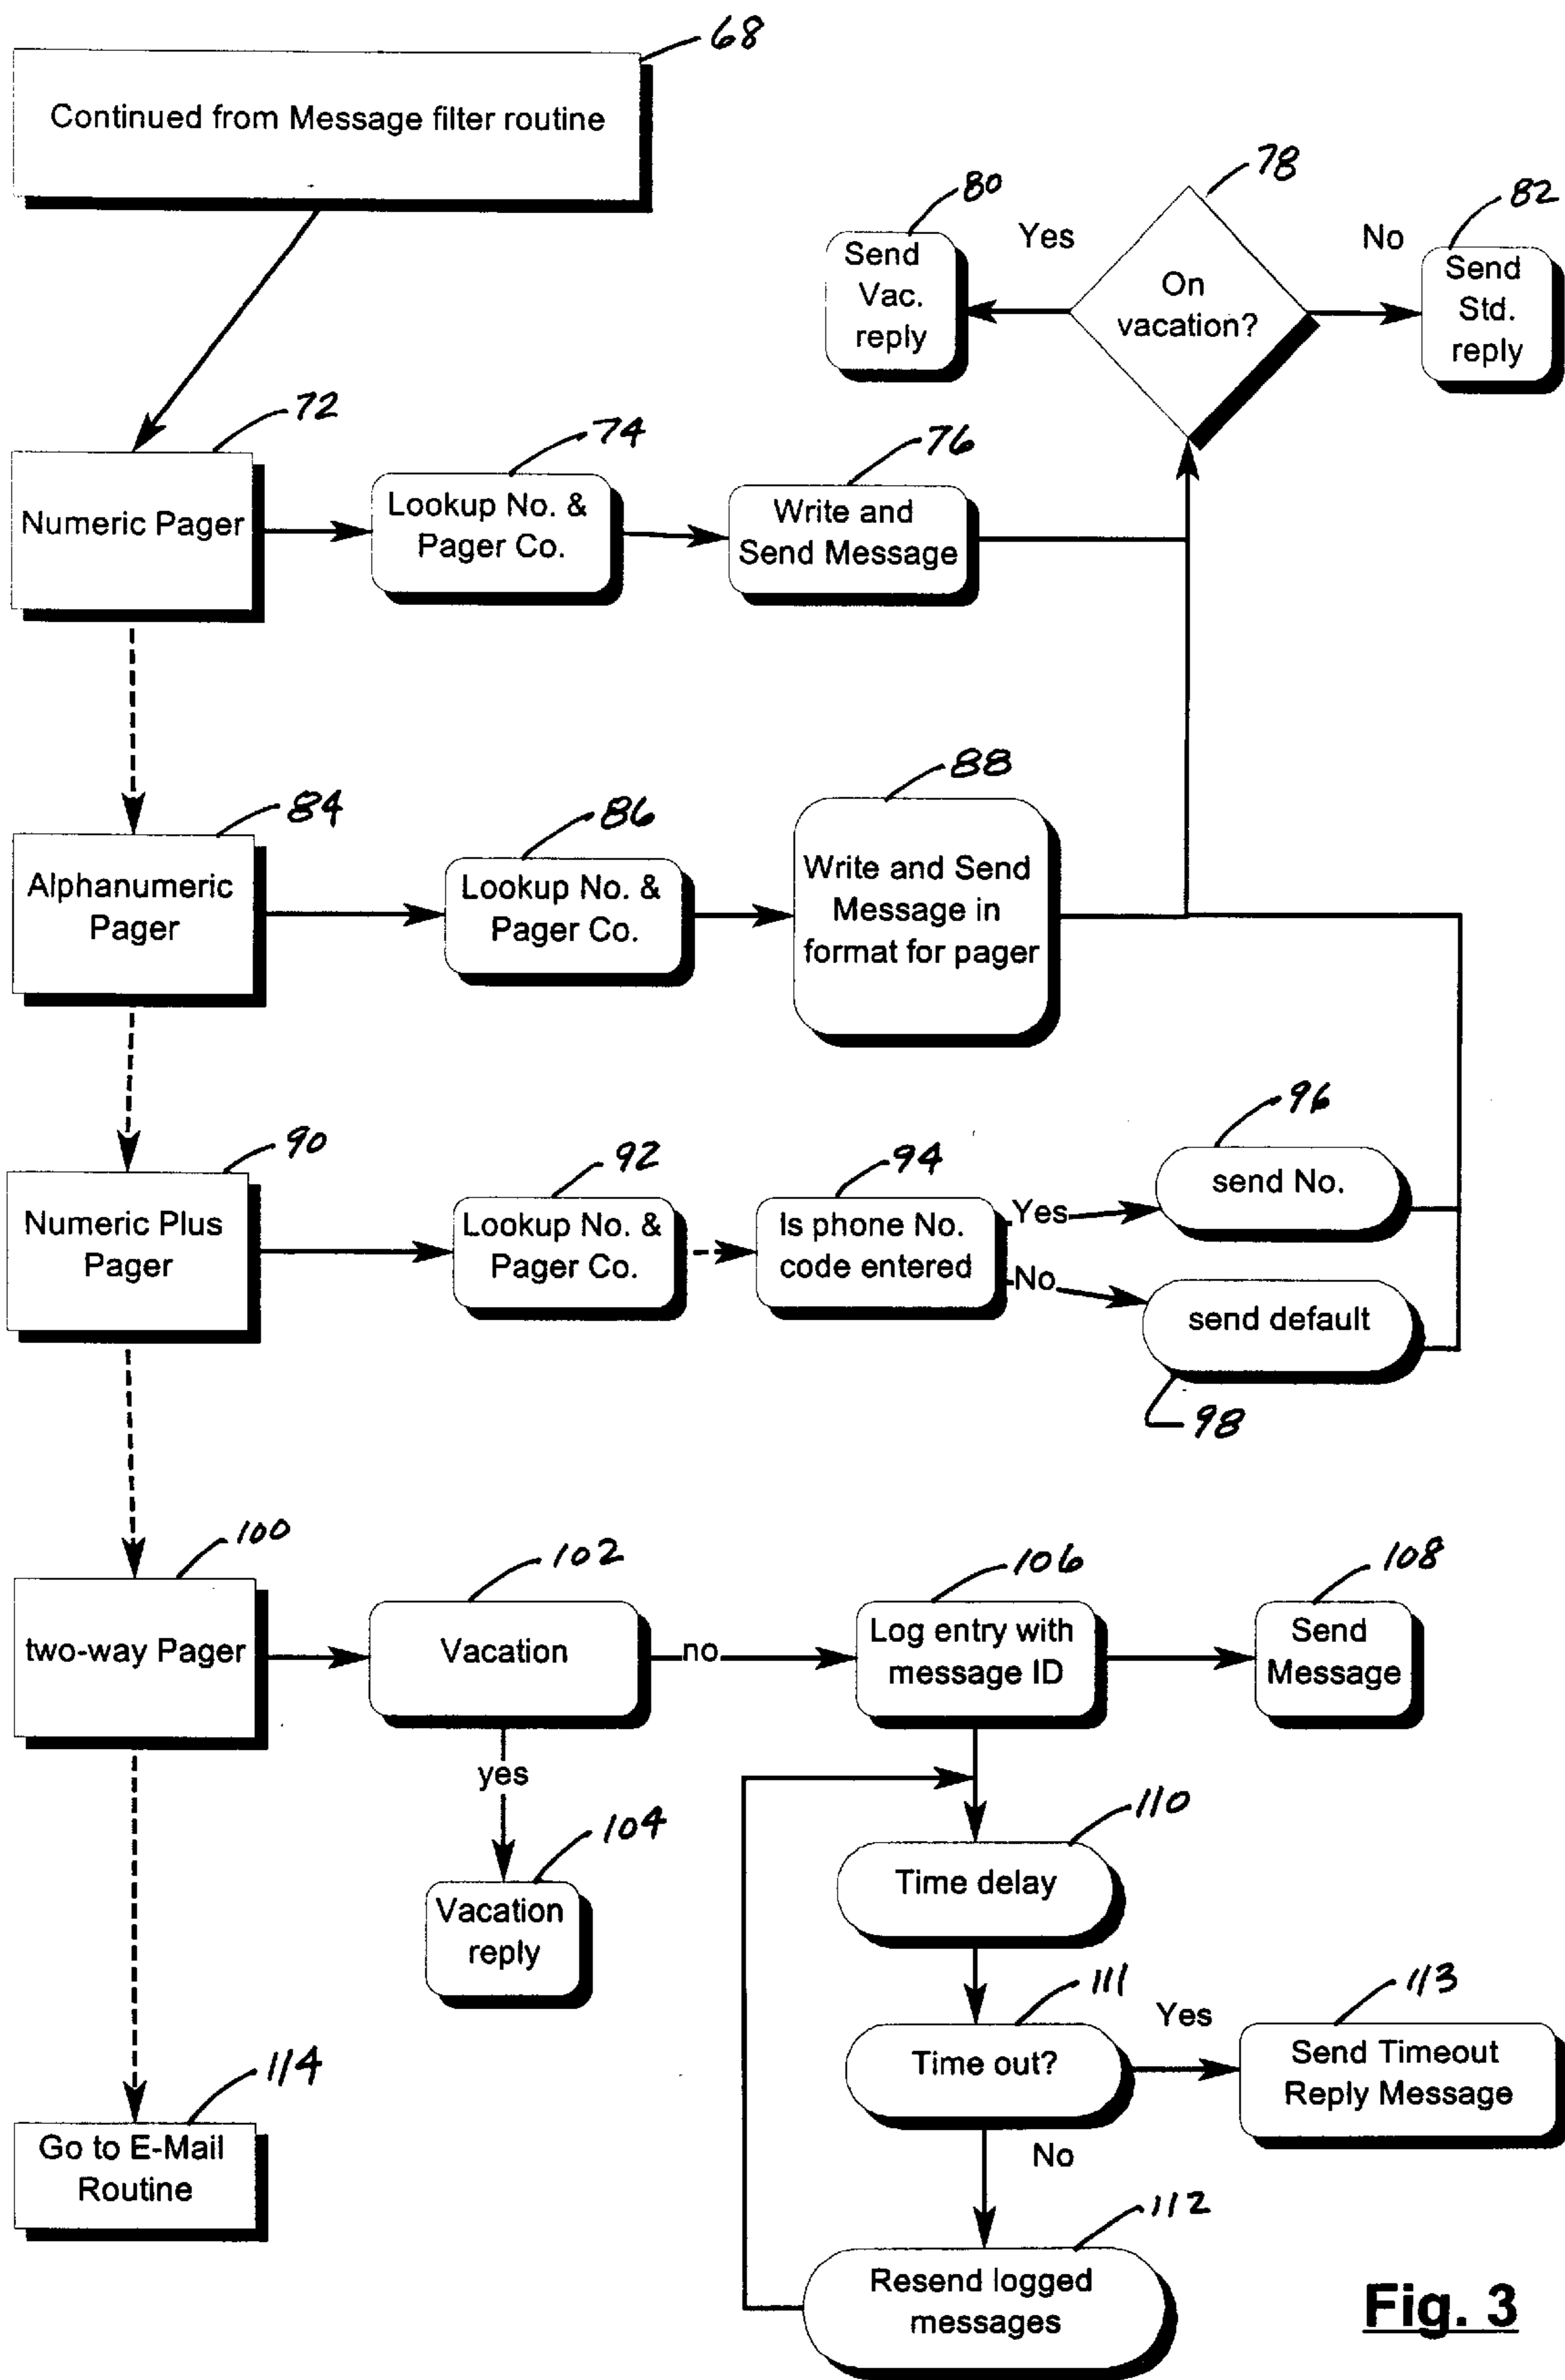 68
Continued from Message filter routine
78
80
82
Yes
No
Send
Vac.
reply
On
vacation?
Send
Std.
reply
72
74
76
Numeric Pager
Lookup No. &
Pager Co.
Write and
Send Message
84
86
88
Alphanumeric
Pager
Lookup No. &
Pager Co.
Write and Send
Message in
format for pager
90
92
94
96
Numeric Plus
Pager
Lookup No. &
Pager Co.
Is phone No.
code entered
Yes
No
send No.
send default
98
100
102
106
108
two-way Pager
Vacation
no
Log entry with
message ID
Send
Message
yes
104
Vacation
reply
110
Time delay
111
Time out?
Yes
113
Send Timeout
Reply Message
No
114
Go to E-Mail
Routine
112
Resend logged
messages
Fig. 3